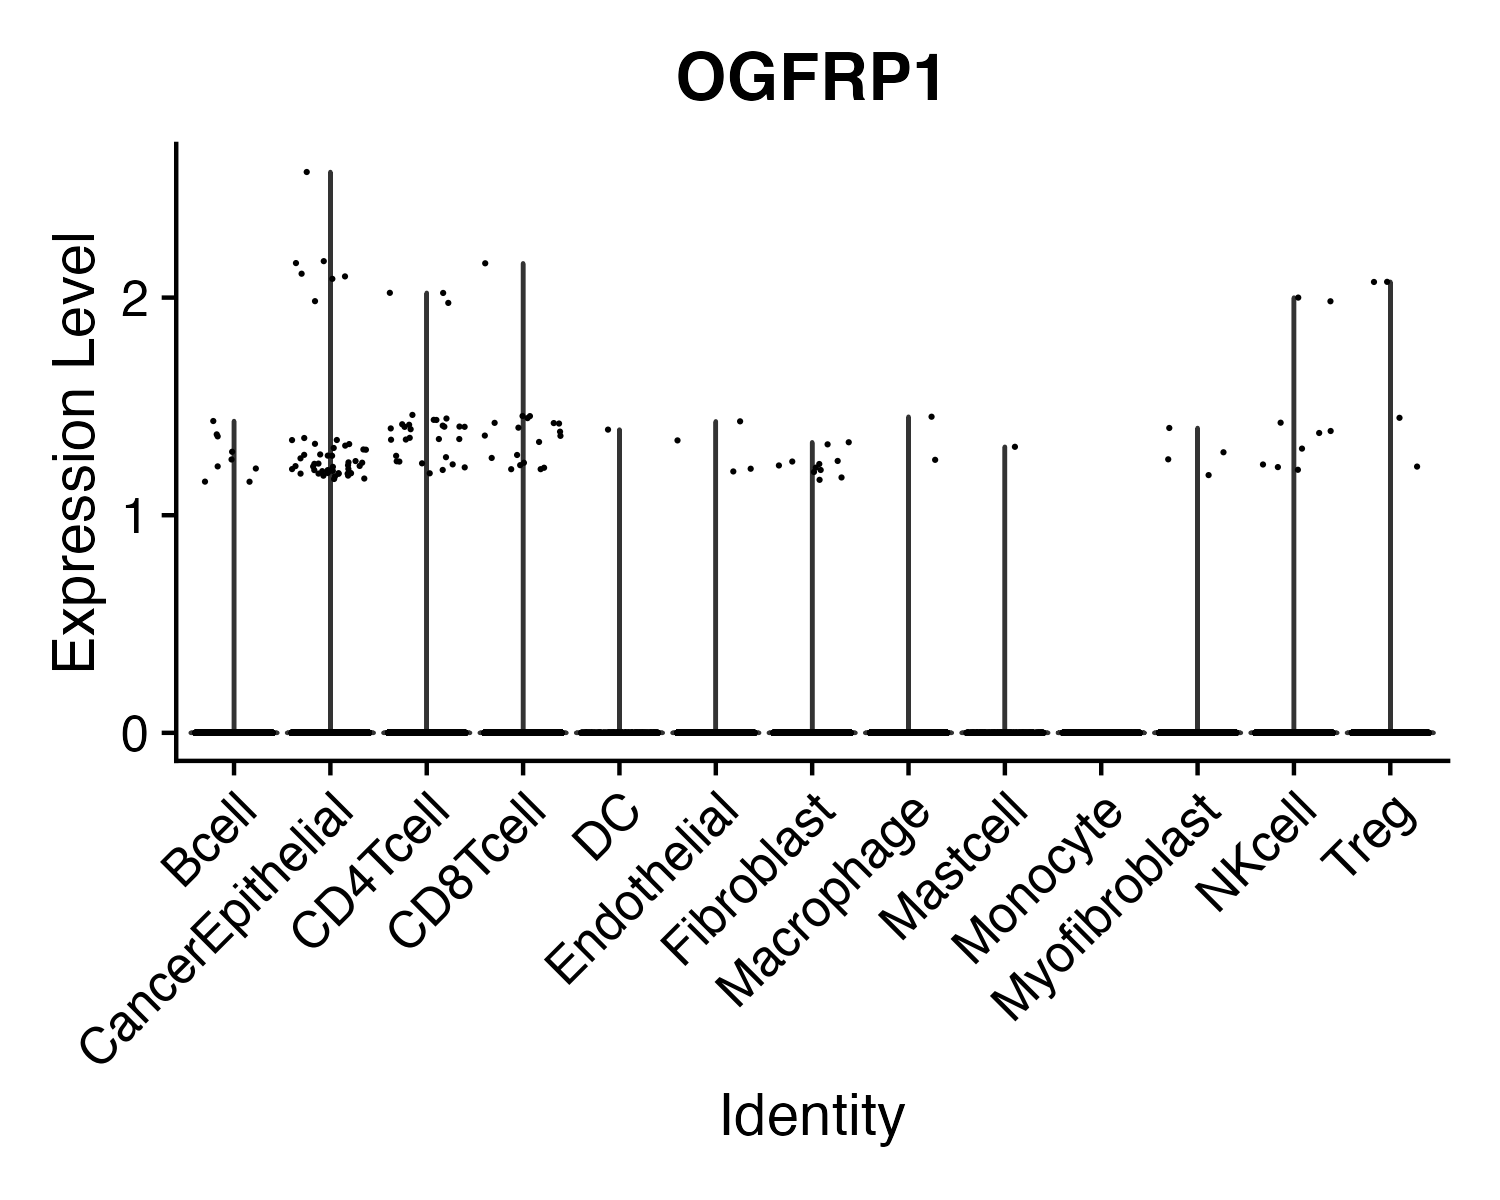 OGFRP1
Expression Level
2
1
0
Bcell
CancerEpithelial
CD4Tcell
CD8Tcell
DC
Endothelial
Fibroblast
Macrophage
Mastcell
Monocyte
Myofibroblast
NKcell
Treg
Identity